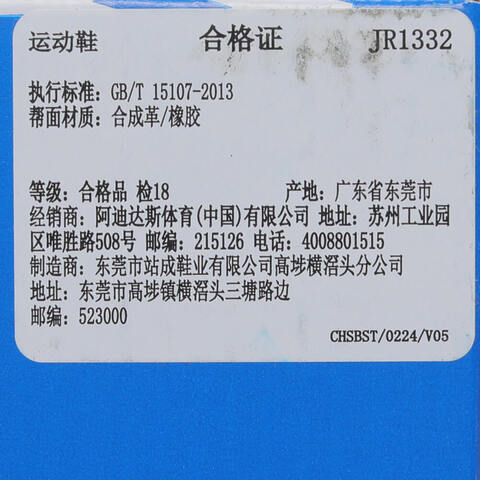 运动鞋 合格证 JR1332
执行标准: GB/T 15107-2013
帮面材质: 合成革/橡胶
等级: 合格品 检18 产地: 广东省东莞市
经销商: 阿迪达斯体育(中国)有限公司 地址: 苏州工业园
区唯胜路508号 邮编: 215126 电话: 4008801515
制造商: 东莞市站成鞋业有限公司高埗横滘头分公司
地址: 东莞市高埗镇横滘头三塘路边
邮编: 523000
CHSBST/0224/V05